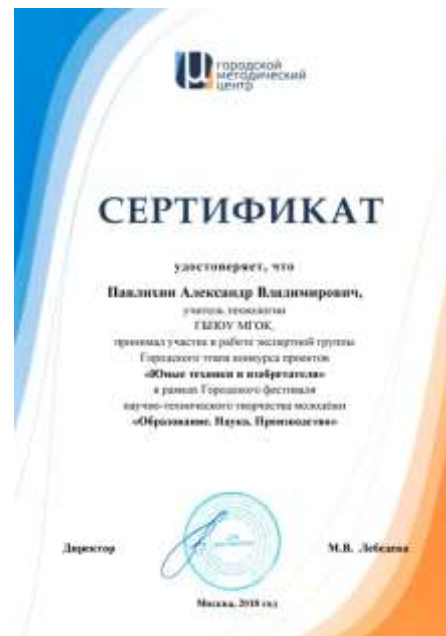 городской
методический
центр
СЕРТИФИКАТ
удостоверяет, что
Павлихин Александр Владимирович,
учитель технологии
ГБПОУ МГОК,
принимал участие в работе экспертной группы
Городского этапа конкурса проектов
«Юные техники и изобретатели»
в рамках Городского фестиваля
научно-технического творчества молодёжи
«Образование. Наука. Производство»
Директор
М.В. Лебедева
Москва, 2018 год